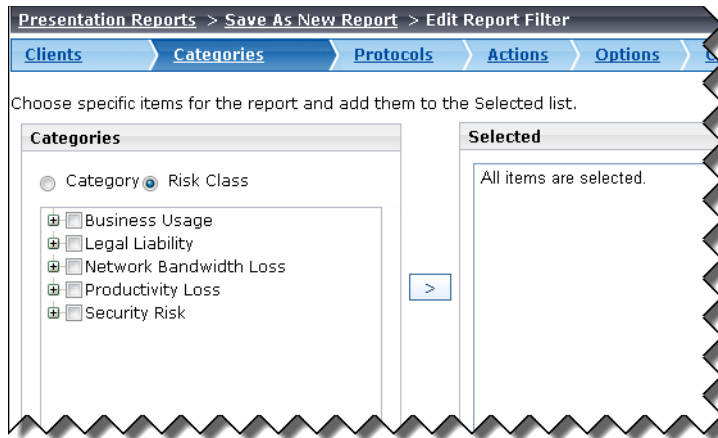 Presentation Reports > Save As New Report > Edit Report Filter
Clients Categories Protocols Actions Options
Choose specific items for the report and add them to the Selected list.
Categories
Selected
Category Risk Class
All items are selected.
Business Usage
Legal Liability
Network Bandwidth Loss
Productivity Loss
Security Risk
>